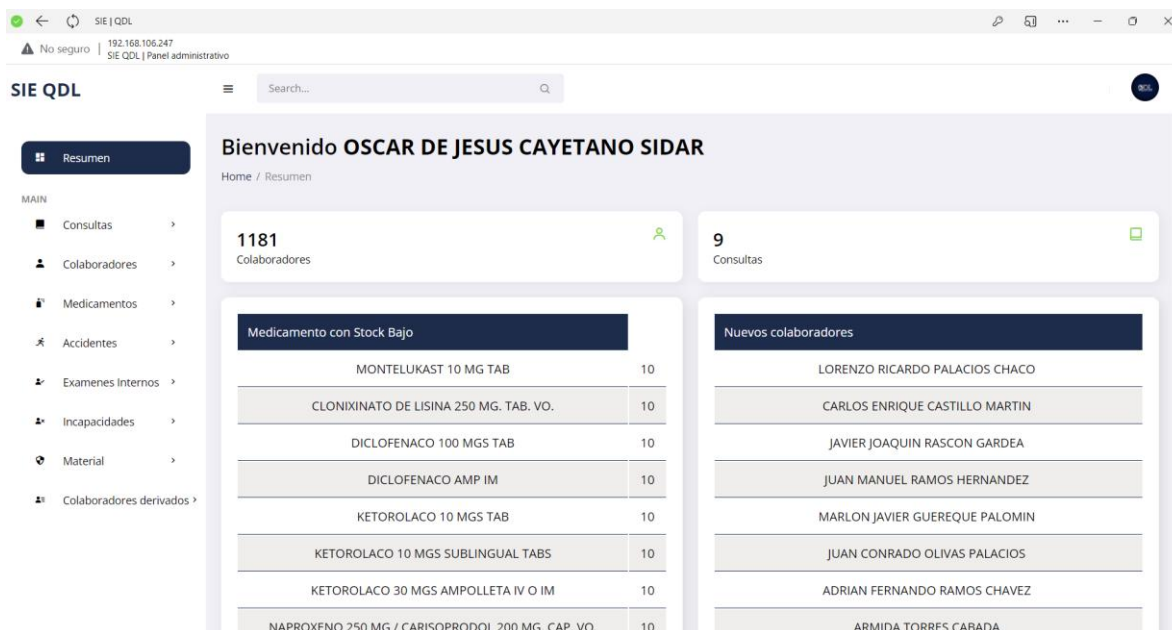 SIE | QDL
No seguro
192.168.106.247
SIE QDL | Panel administrativo
SIE QDL
Search...
QDL
Resumen
MAIN
Consultas
Colaboradores
Medicamentos
Accidentes
Examenes Internos
Incapacidades
Material
Colaboradores derivados
Bienvenido OSCAR DE JESUS CAYETANO SIDAR
Home / Resumen
1181
Colaboradores
9
Consultas
Medicamento con Stock Bajo
MONTELUKAST 10 MG TAB 10
CLONIXINATO DE LISINA 250 MG. TAB. VO. 10
DICLOFENACO 100 MGS TAB 10
DICLOFENACO AMP IM 10
KETOROLACO 10 MGS TAB 10
KETOROLACO 10 MGS SUBLINGUAL TABS 10
KETOROLACO 30 MGS AMPOLLETA IV O IM 10
NAPROXENO 250 MG / CARISOPRODOL 200 MG. CAP. VO. 10
Nuevos colaboradores
LORENZO RICARDO PALACIOS CHACO
CARLOS ENRIQUE CASTILLO MARTIN
JAVIER JOAQUIN RASCON GARDEA
JUAN MANUEL RAMOS HERNANDEZ
MARLON JAVIER GUEREQUE PALOMIN
JUAN CONRADO OLIVAS PALACIOS
ADRIAN FERNANDO RAMOS CHAVEZ
ARMIDA TORRES CABADA